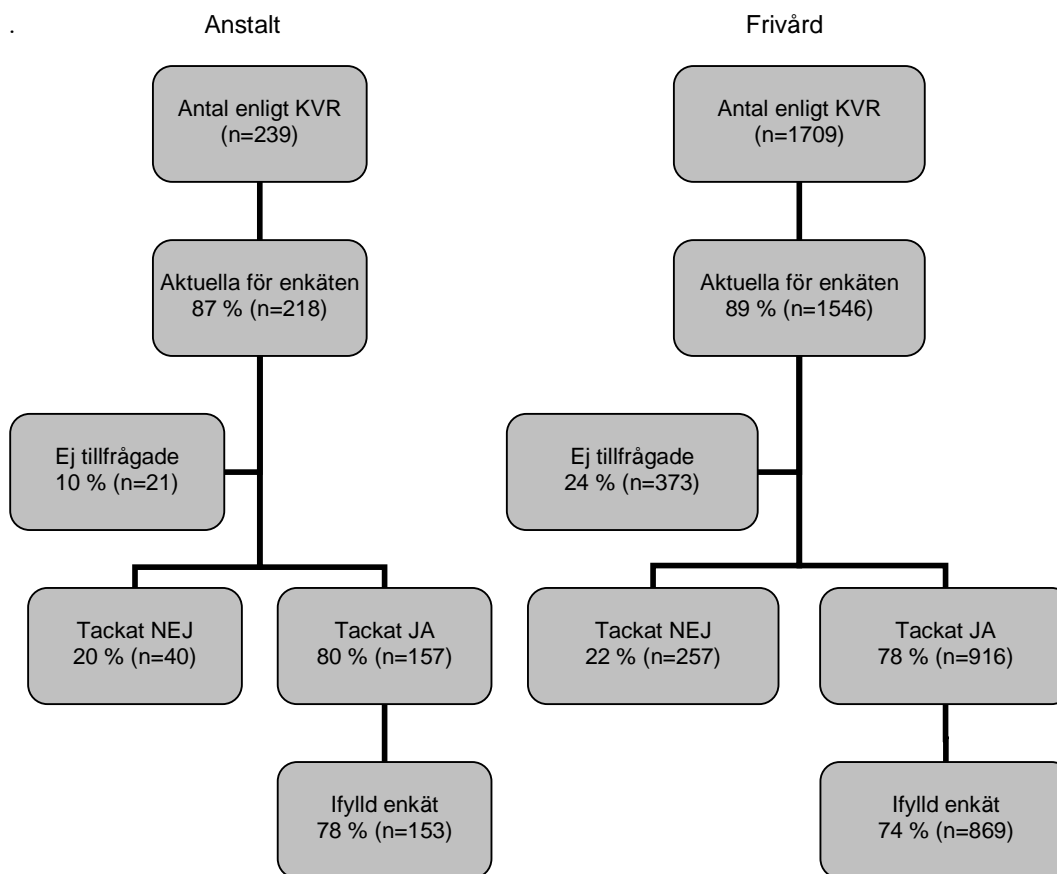 .
Anstalt
Antal enligt KVR
(n=239)
Aktuella för enkäten
87 % (n=218)
Ej tillfrågade
10 % (n=21)
Tackat NEJ
20 % (n=40)
Tackat JA
80 % (n=157)
Ifylld enkät
78 % (n=153)
Frivård
Antal enligt KVR
(n=1709)
Aktuella för enkäten
89 % (n=1546)
Ej tillfrågade
24 % (n=373)
Tackat NEJ
22 % (n=257)
Tackat JA
78 % (n=916)
Ifylld enkät
74 % (n=869)